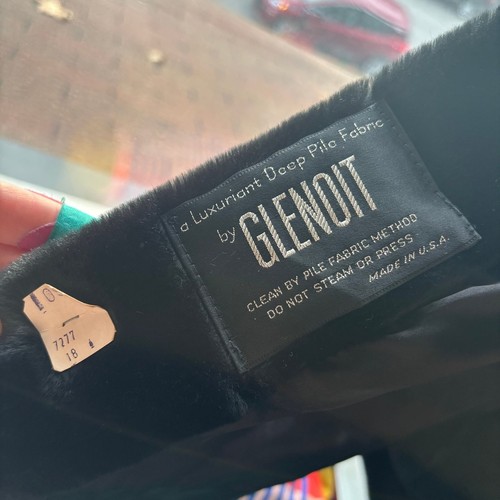 a Luxuriant Deep Pile Fabric
by GLENOIT
CLEAN BY PILE FABRIC METHOD
DO NOT STEAM OR PRESS
MADE IN U.S.A.
7277
18